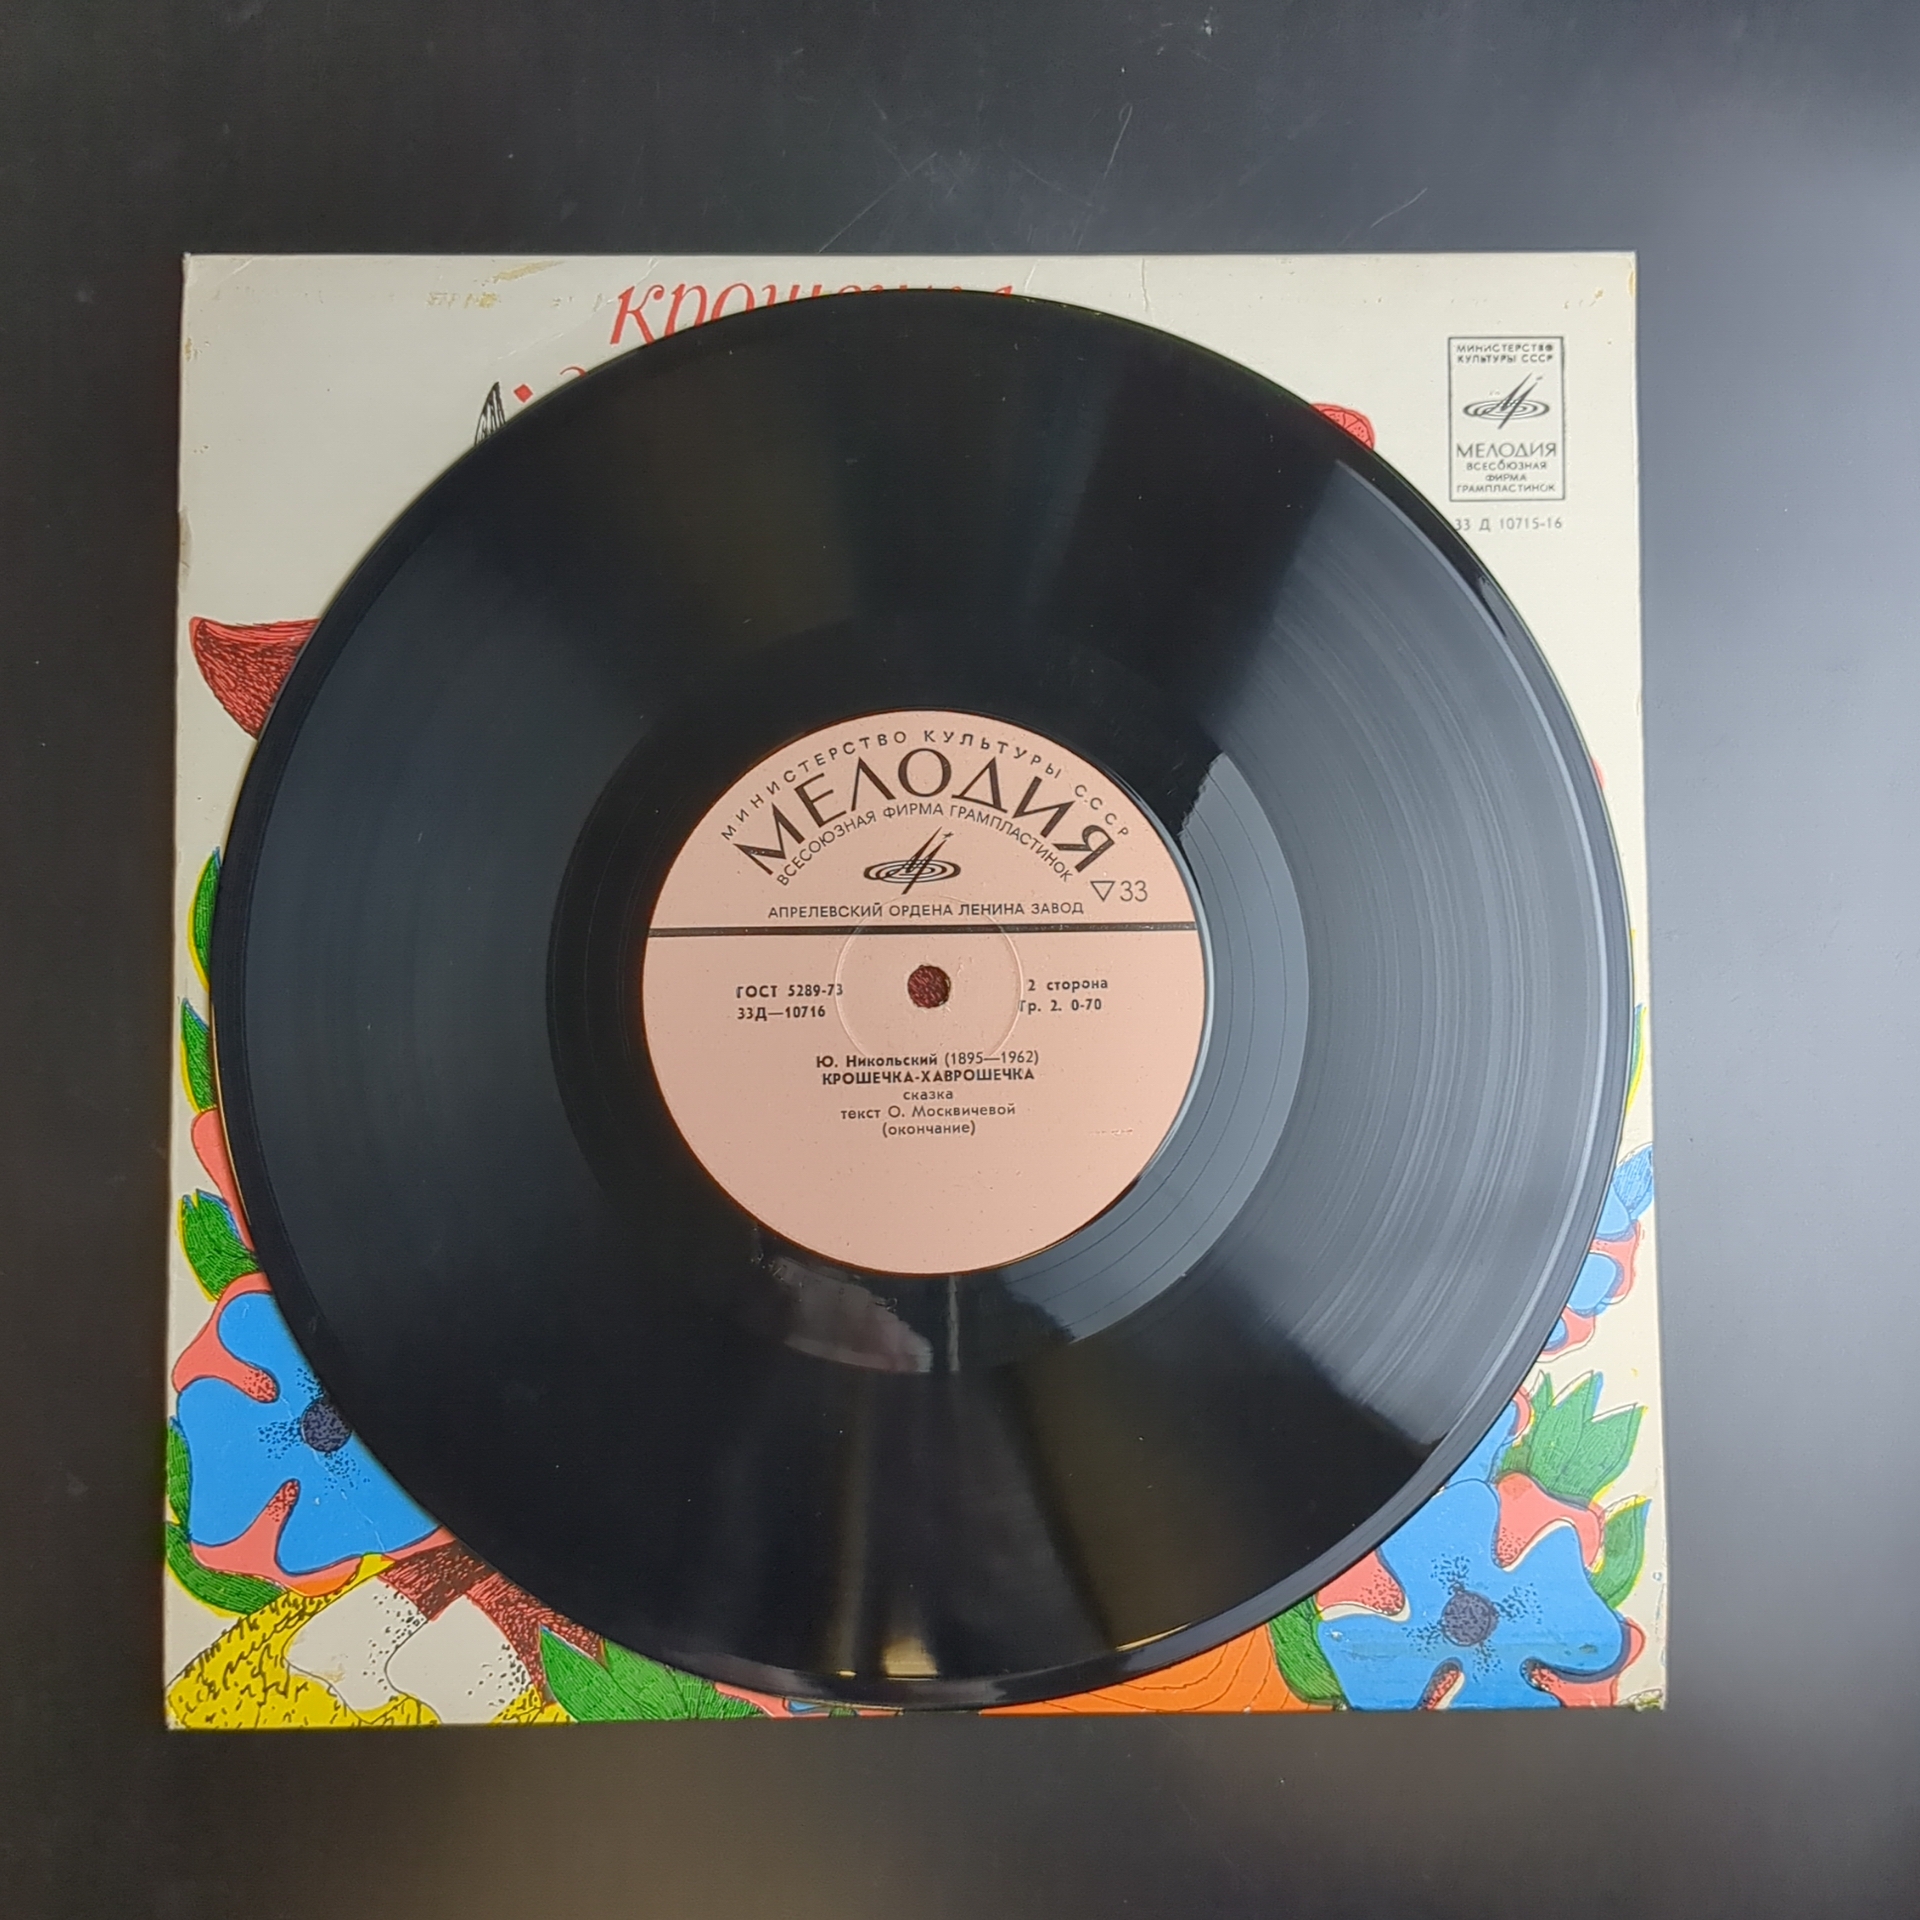 МИНИСТЕРСТВО
КУЛЬТУРЫ СССР
МЕЛОДИЯ
ВСЕСОЮЗНАЯ
ФИРМА
ГРАМПЛАСТИНОК
33 Д 10715-16
МИНИСТЕРСТВО КУЛЬТУРЫ СССР
МЕЛОДИЯ
ВСЕСОЮЗНАЯ ФИРМА ГРАМПЛАСТИНОК
33
АПРЕЛЕВСКИЙ ОРДЕНА ЛЕНИНА ЗАВОД
ГОСТ 5289-73 2 сторона
33Д—10716 Гр. 2. 0-70
Ю. Никольский (1895—1962)
КРОШЕЧКА-ХАВРОШЕЧКА
сказка
текст О. Москвичевой
(окончание)